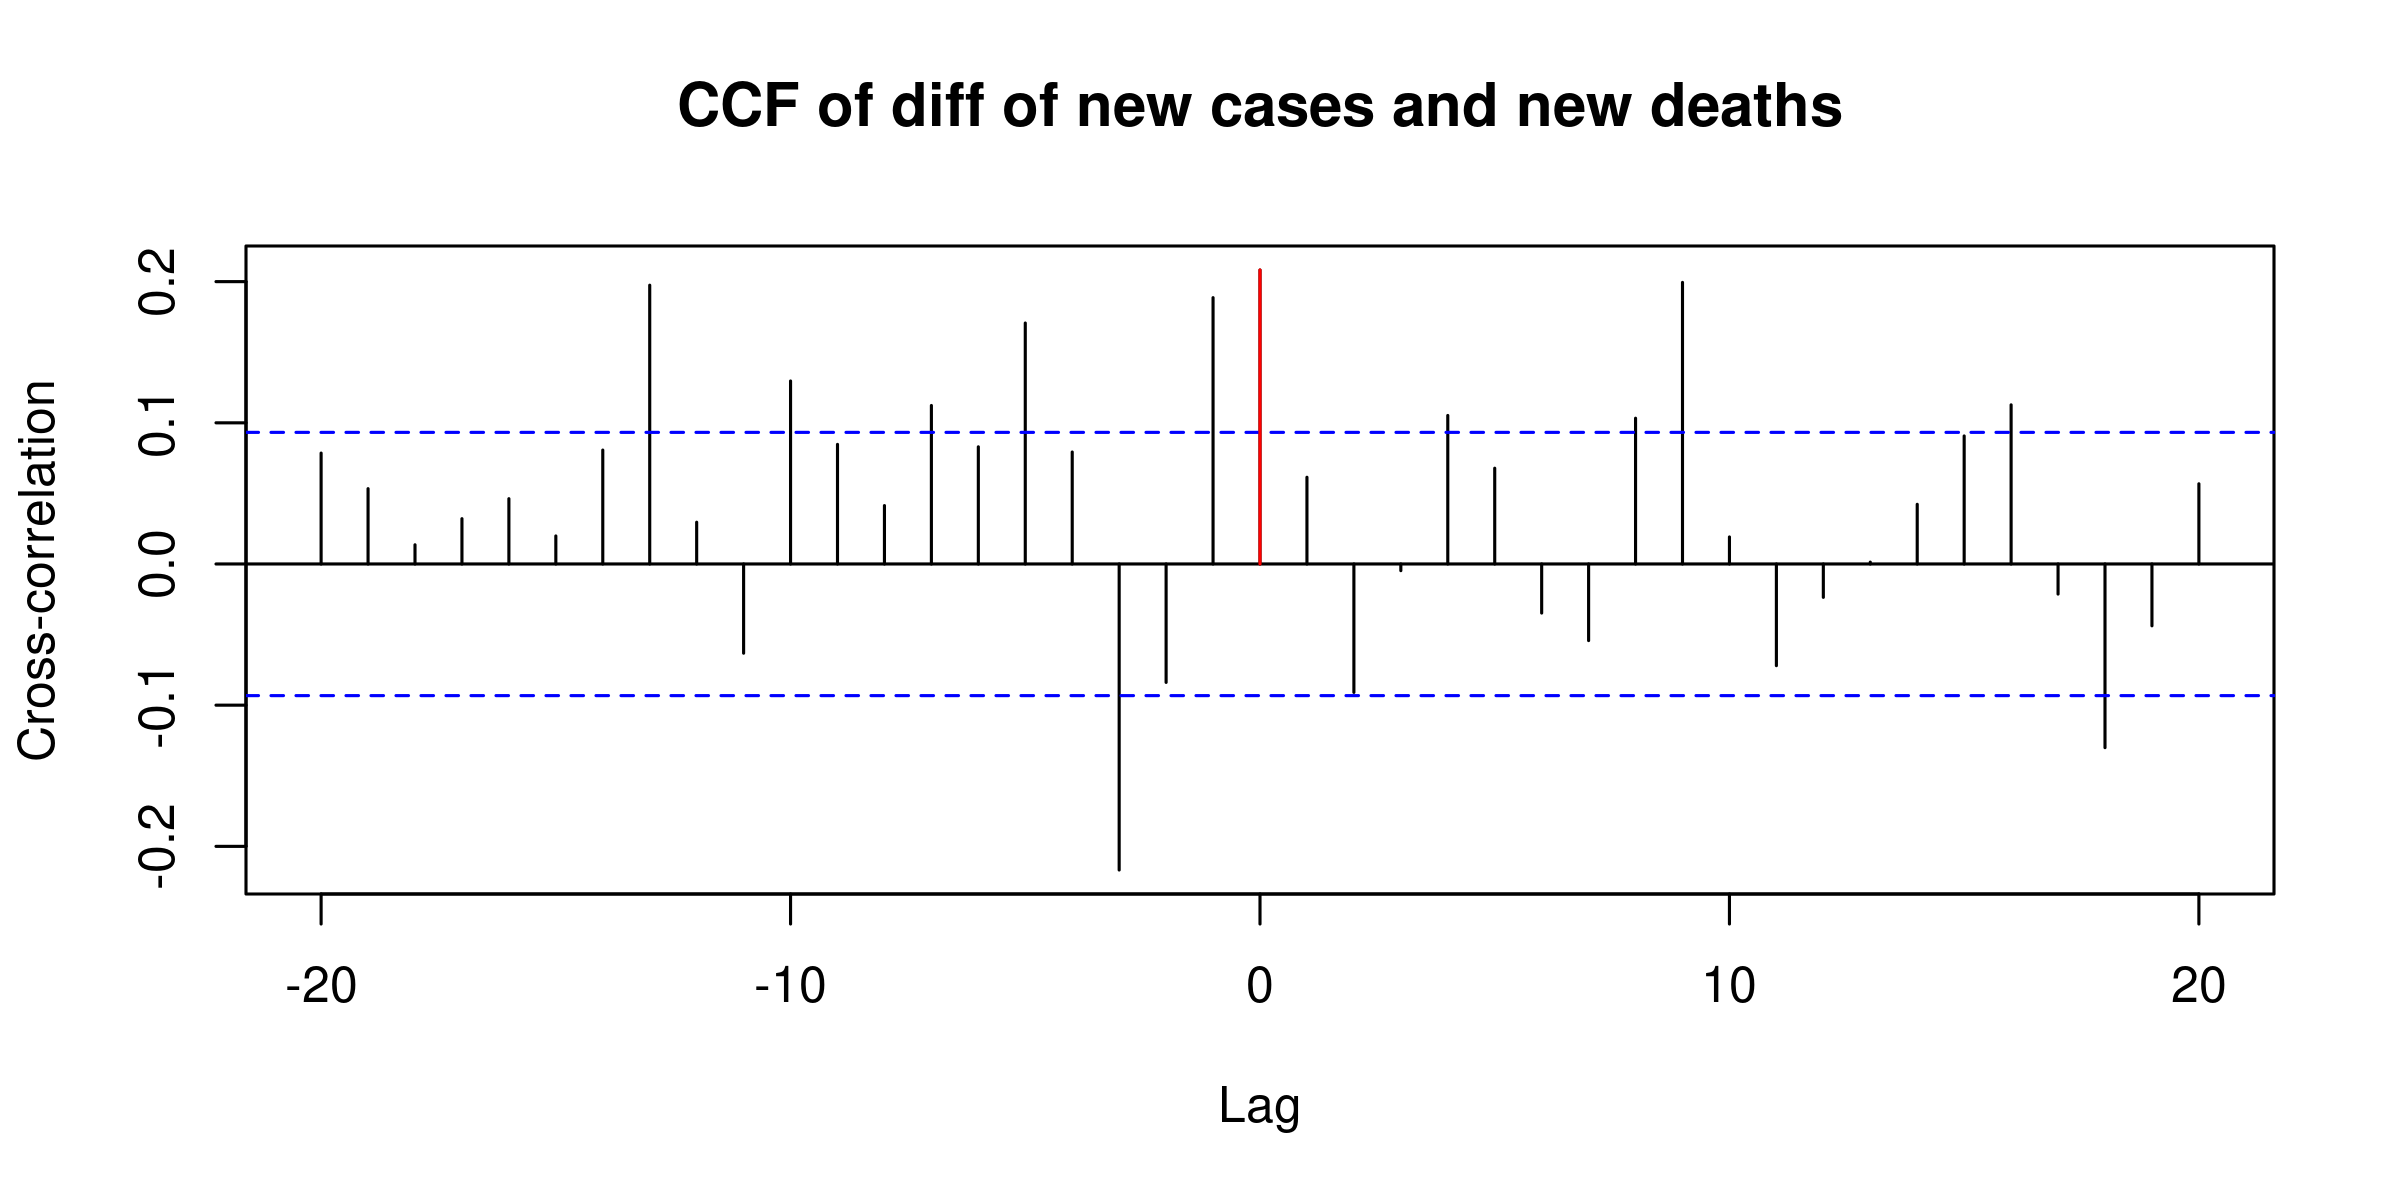 CCF of diff of new cases and new deaths
Cross-correlation
0.2
0.1
0.0
-0.1
-0.2
-20 -10 0 10 20
Lag